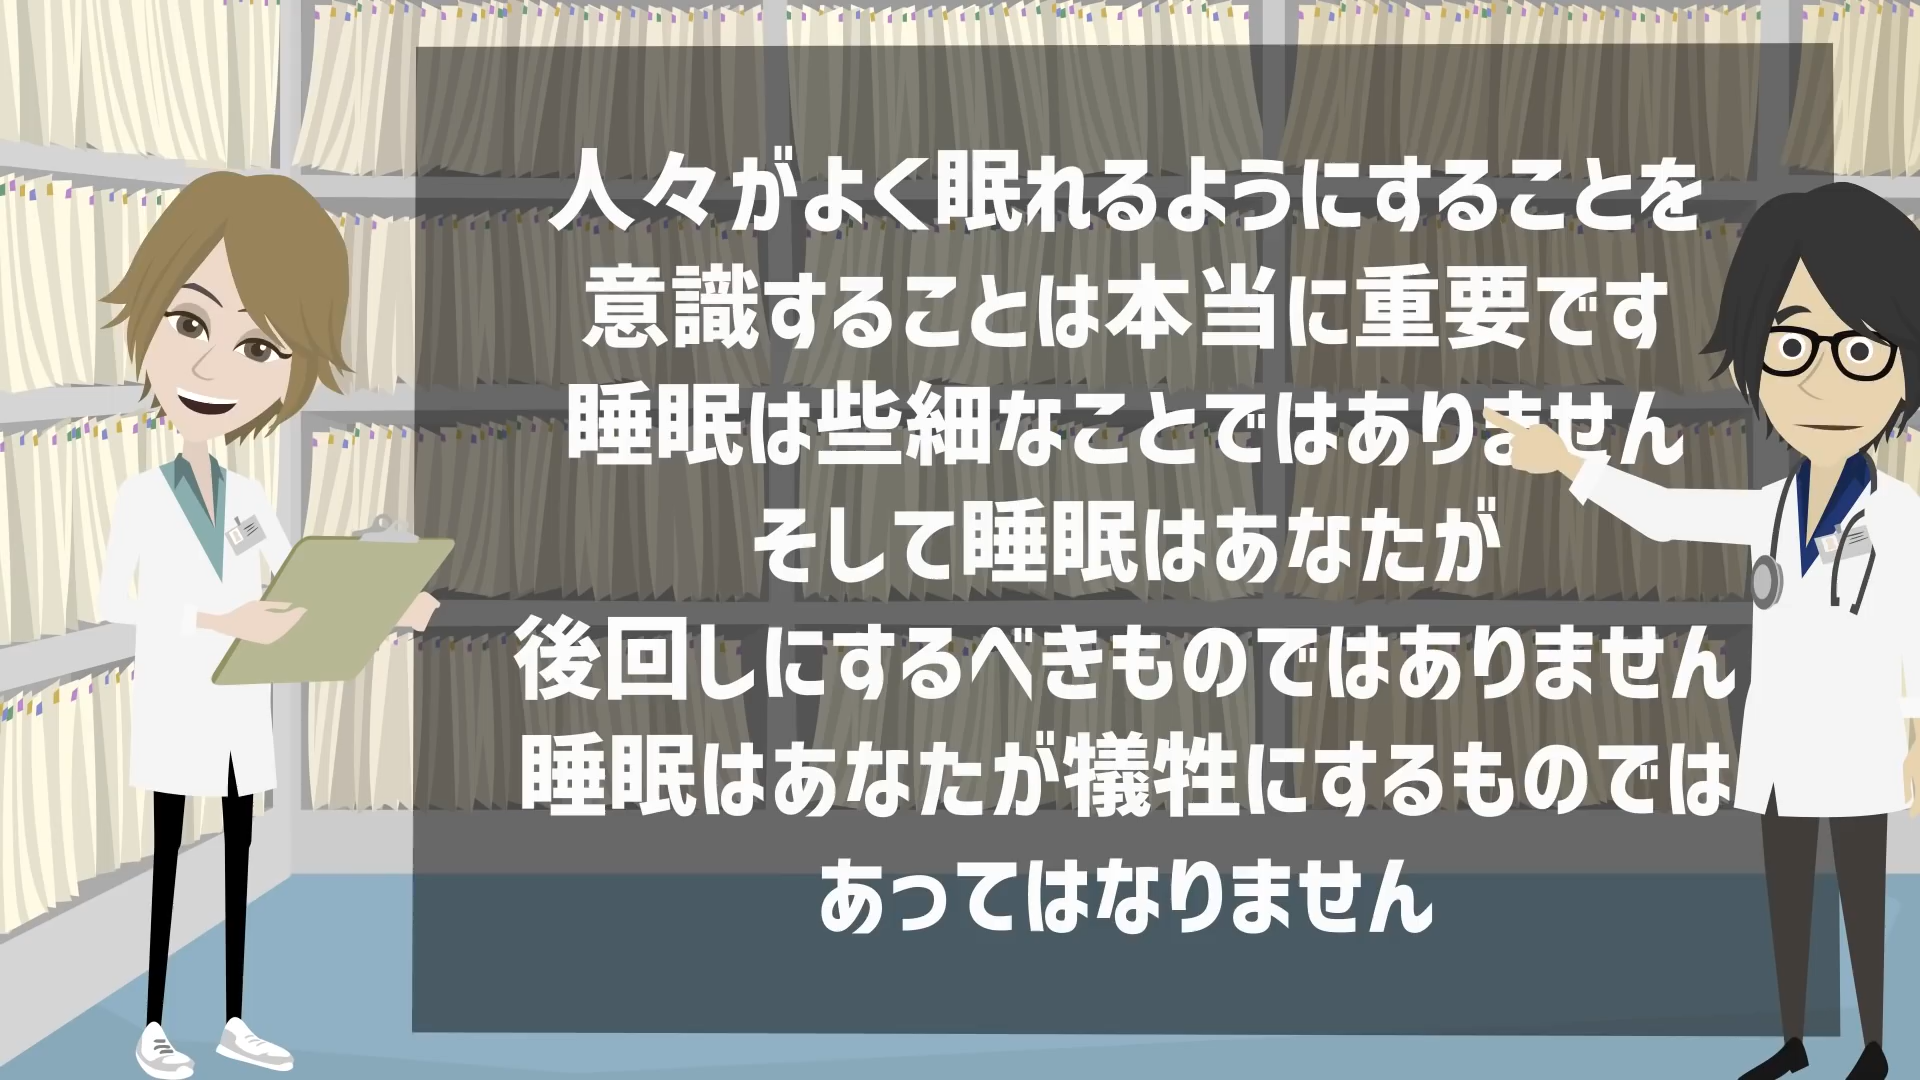 人々がよく眠れるようにすることを
意識することは本当に重要です
睡眠は些細なことではありません
そして睡眠はあなたが
後回しにするべきものではありません
睡眠はあなたが犠牲にするものでは
あってはなりません